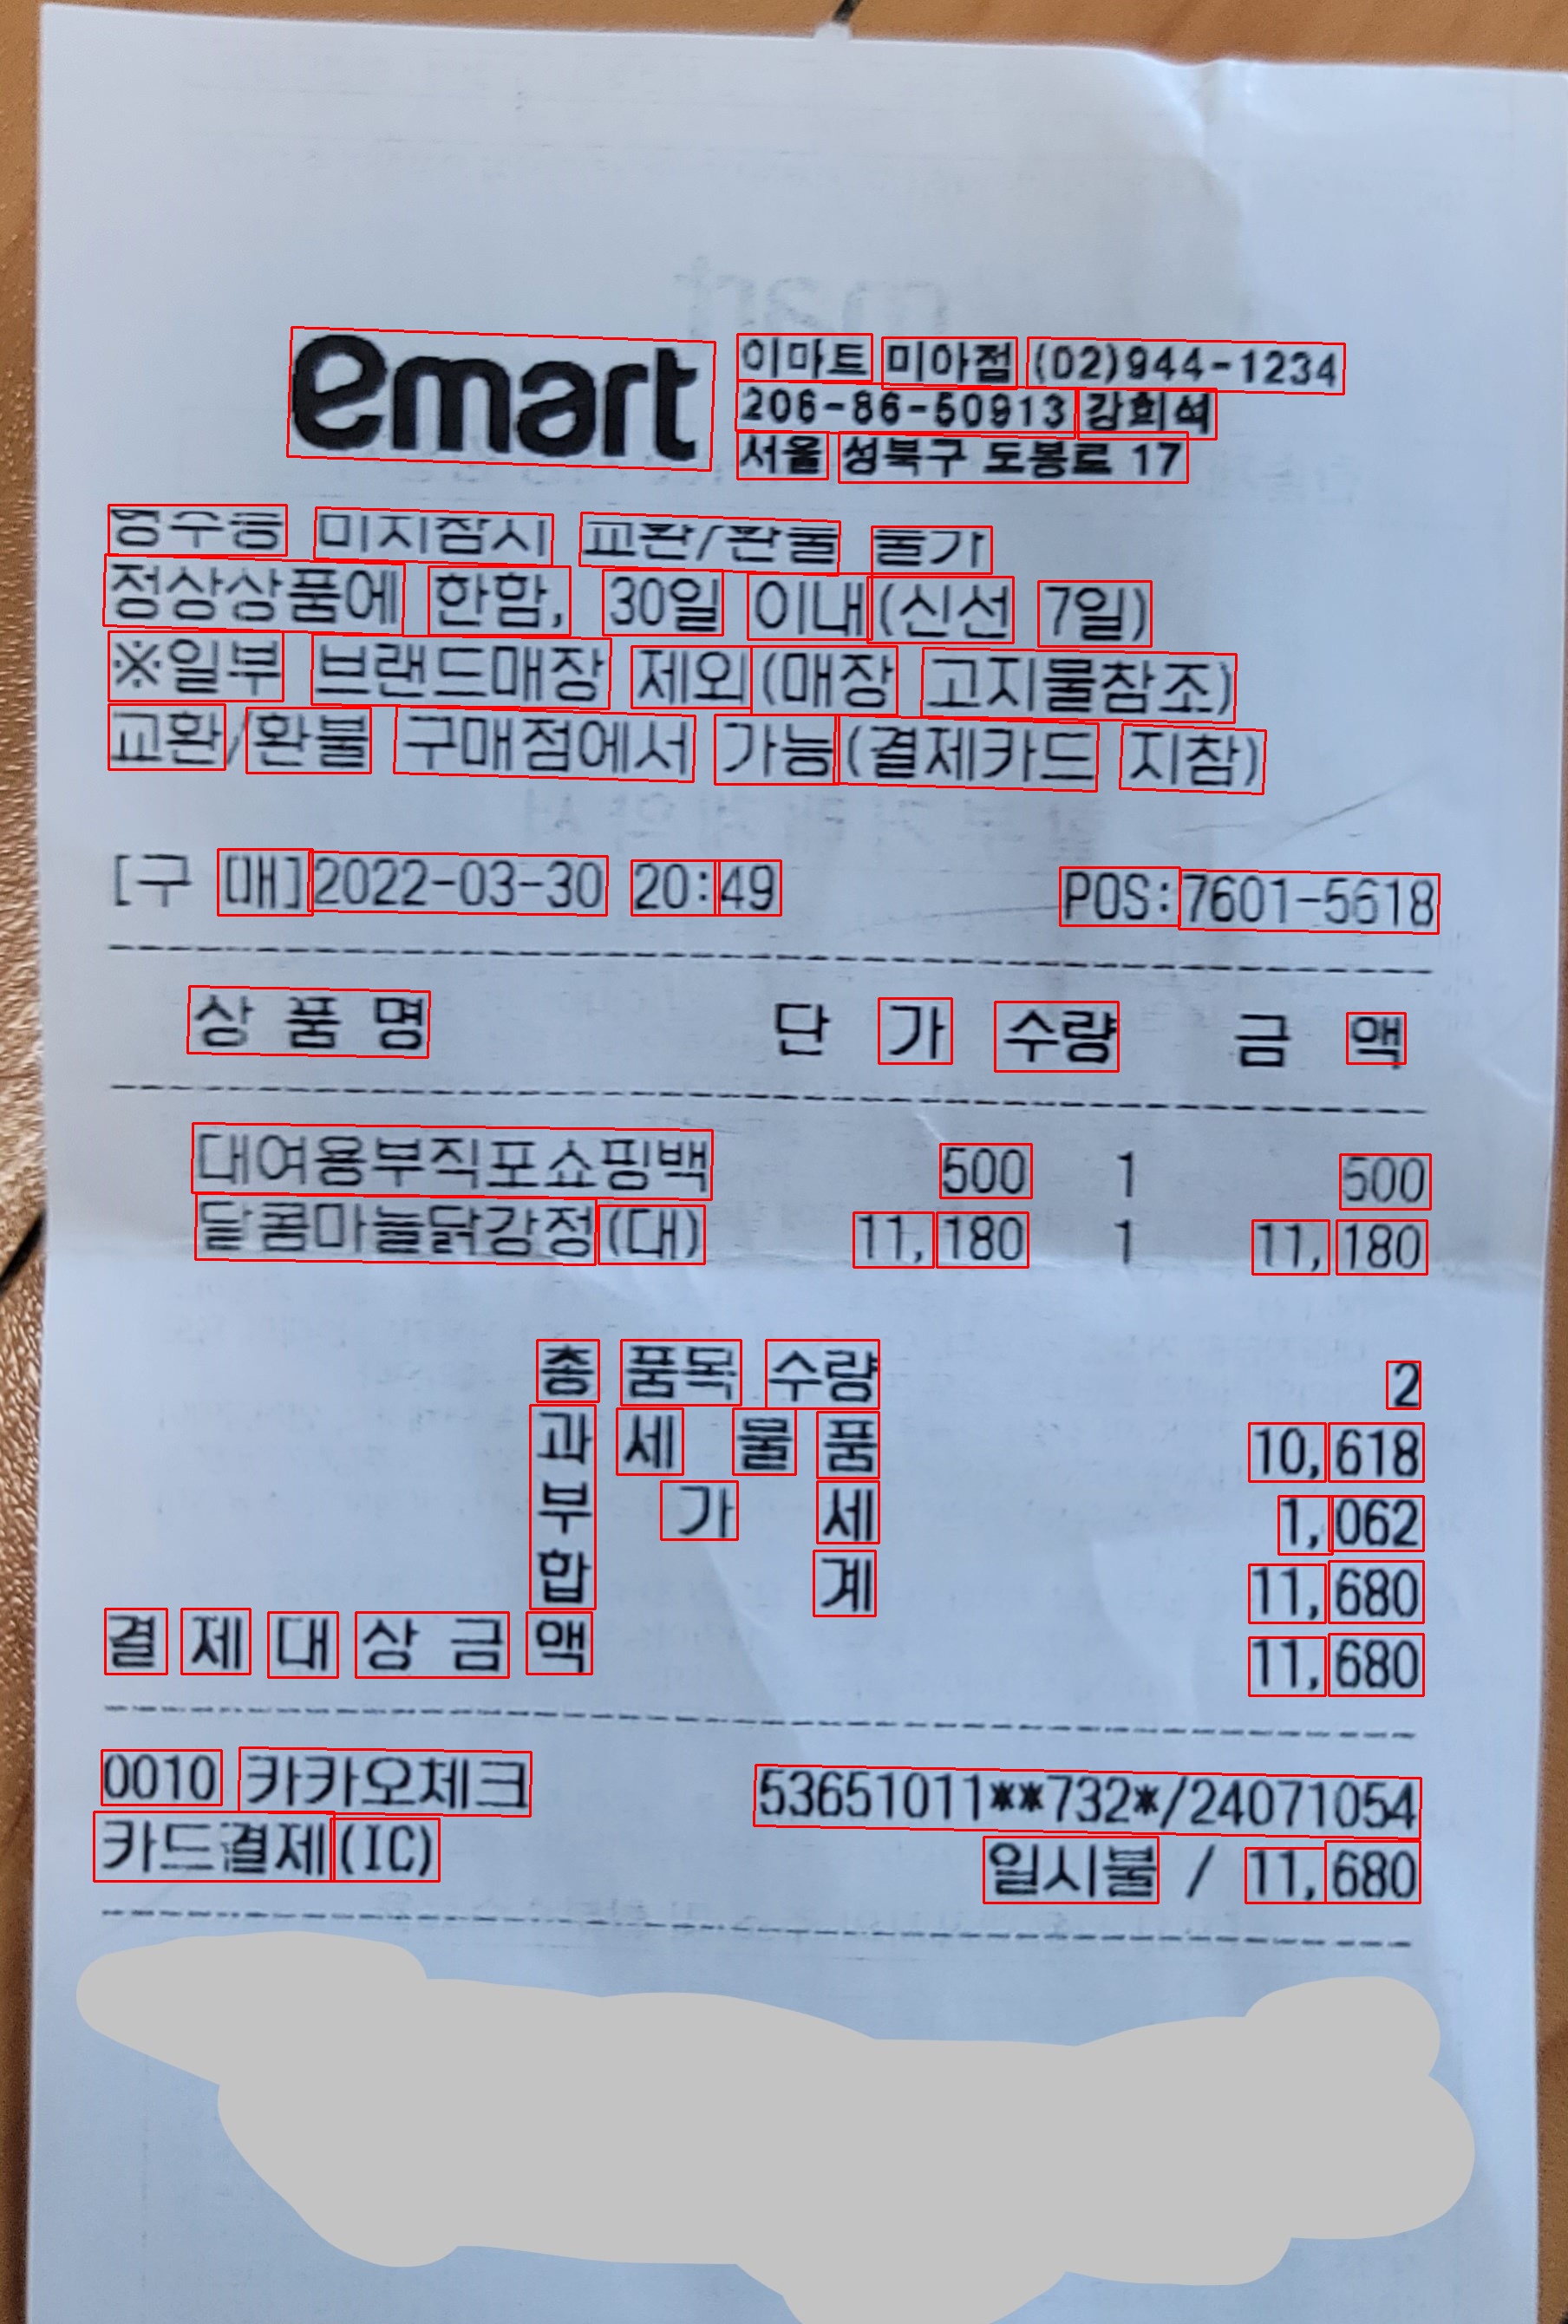 emart
이마트 미아점 (02)944-1234
206-86-50913 강희석
서울 성북구 도봉로 17
영수증 미지참시 교환/환불 불가
정상상품에 한함, 30일 이내(신선 7일)
※일부 브랜드매장 제외(매장 고지물참조)
교환/환불 구매점에서 가능(결제카드 지참)
[구 매]2022-03-30 20:49 POS:7601-5618
상 품 명 단 가 수량 금 액
대여용부직포쇼핑백 500 1 500
달콤마늘닭강정(대) 11,180 1 11,180
총 품목 수량 2
과 세 물 품 10,618
부 가 세 1,062
합 계 11,680
결 제 대 상 금 액 11,680
0010 카카오체크 53651011**732*/24071054
카드결제(IC) 일시불 / 11,680